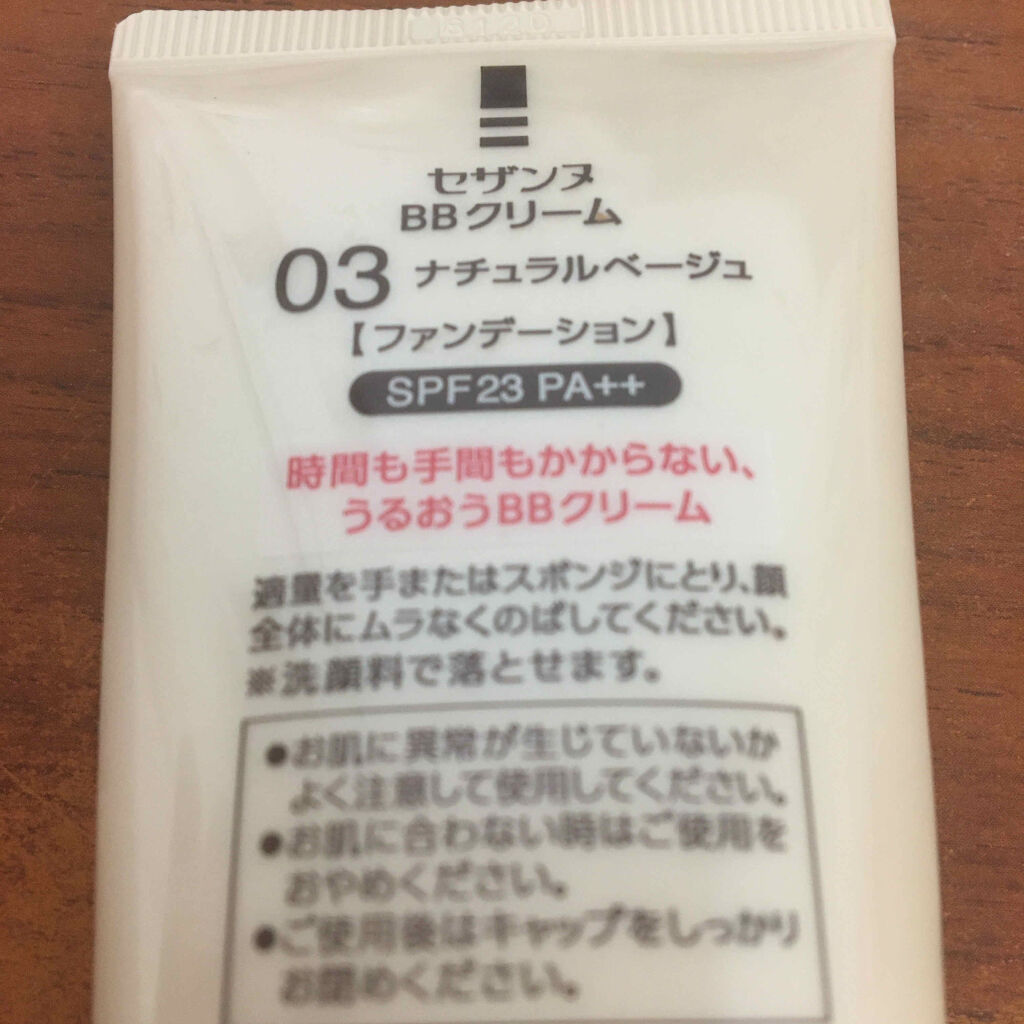 セザンヌ
BBクリーム
03 ナチュラルベージュ
【ファンデーション】
SPF23 PA++
時間も手間もかからない、
うるおうBBクリーム
適量を手またはスポンジにとり、顔
全体にムラなくのばしてください。
※洗顔料で落とせます。
●お肌に異常が生じていないか
よく注意して使用してください。
●お肌に合わない時はご使用を
おやめください。
●ご使用後はキャップをしっかり
お閉めください。